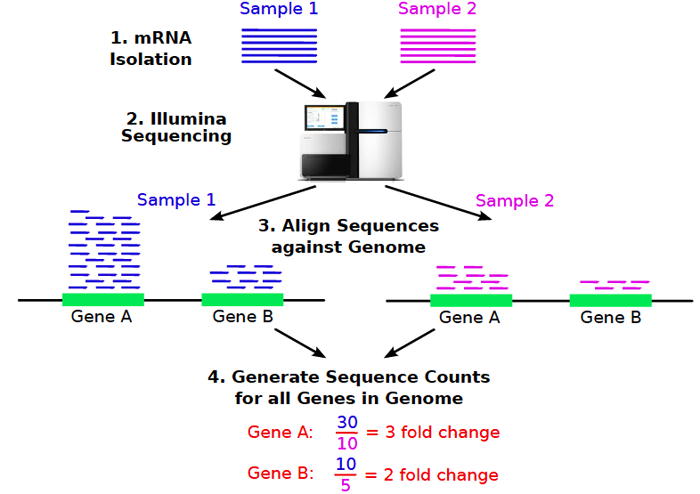 Sample 1
Sample 2
1. mRNA
Isolation
2. Illumina
Sequencing
Sample 1
Sample 2
3. Align Sequences
against Genome
Gene A
Gene B
Gene A
Gene B
4. Generate Sequence Counts
for all Genes in Genome
Gene A: 30/10 = 3 fold change
Gene B: 10/5 = 2 fold change